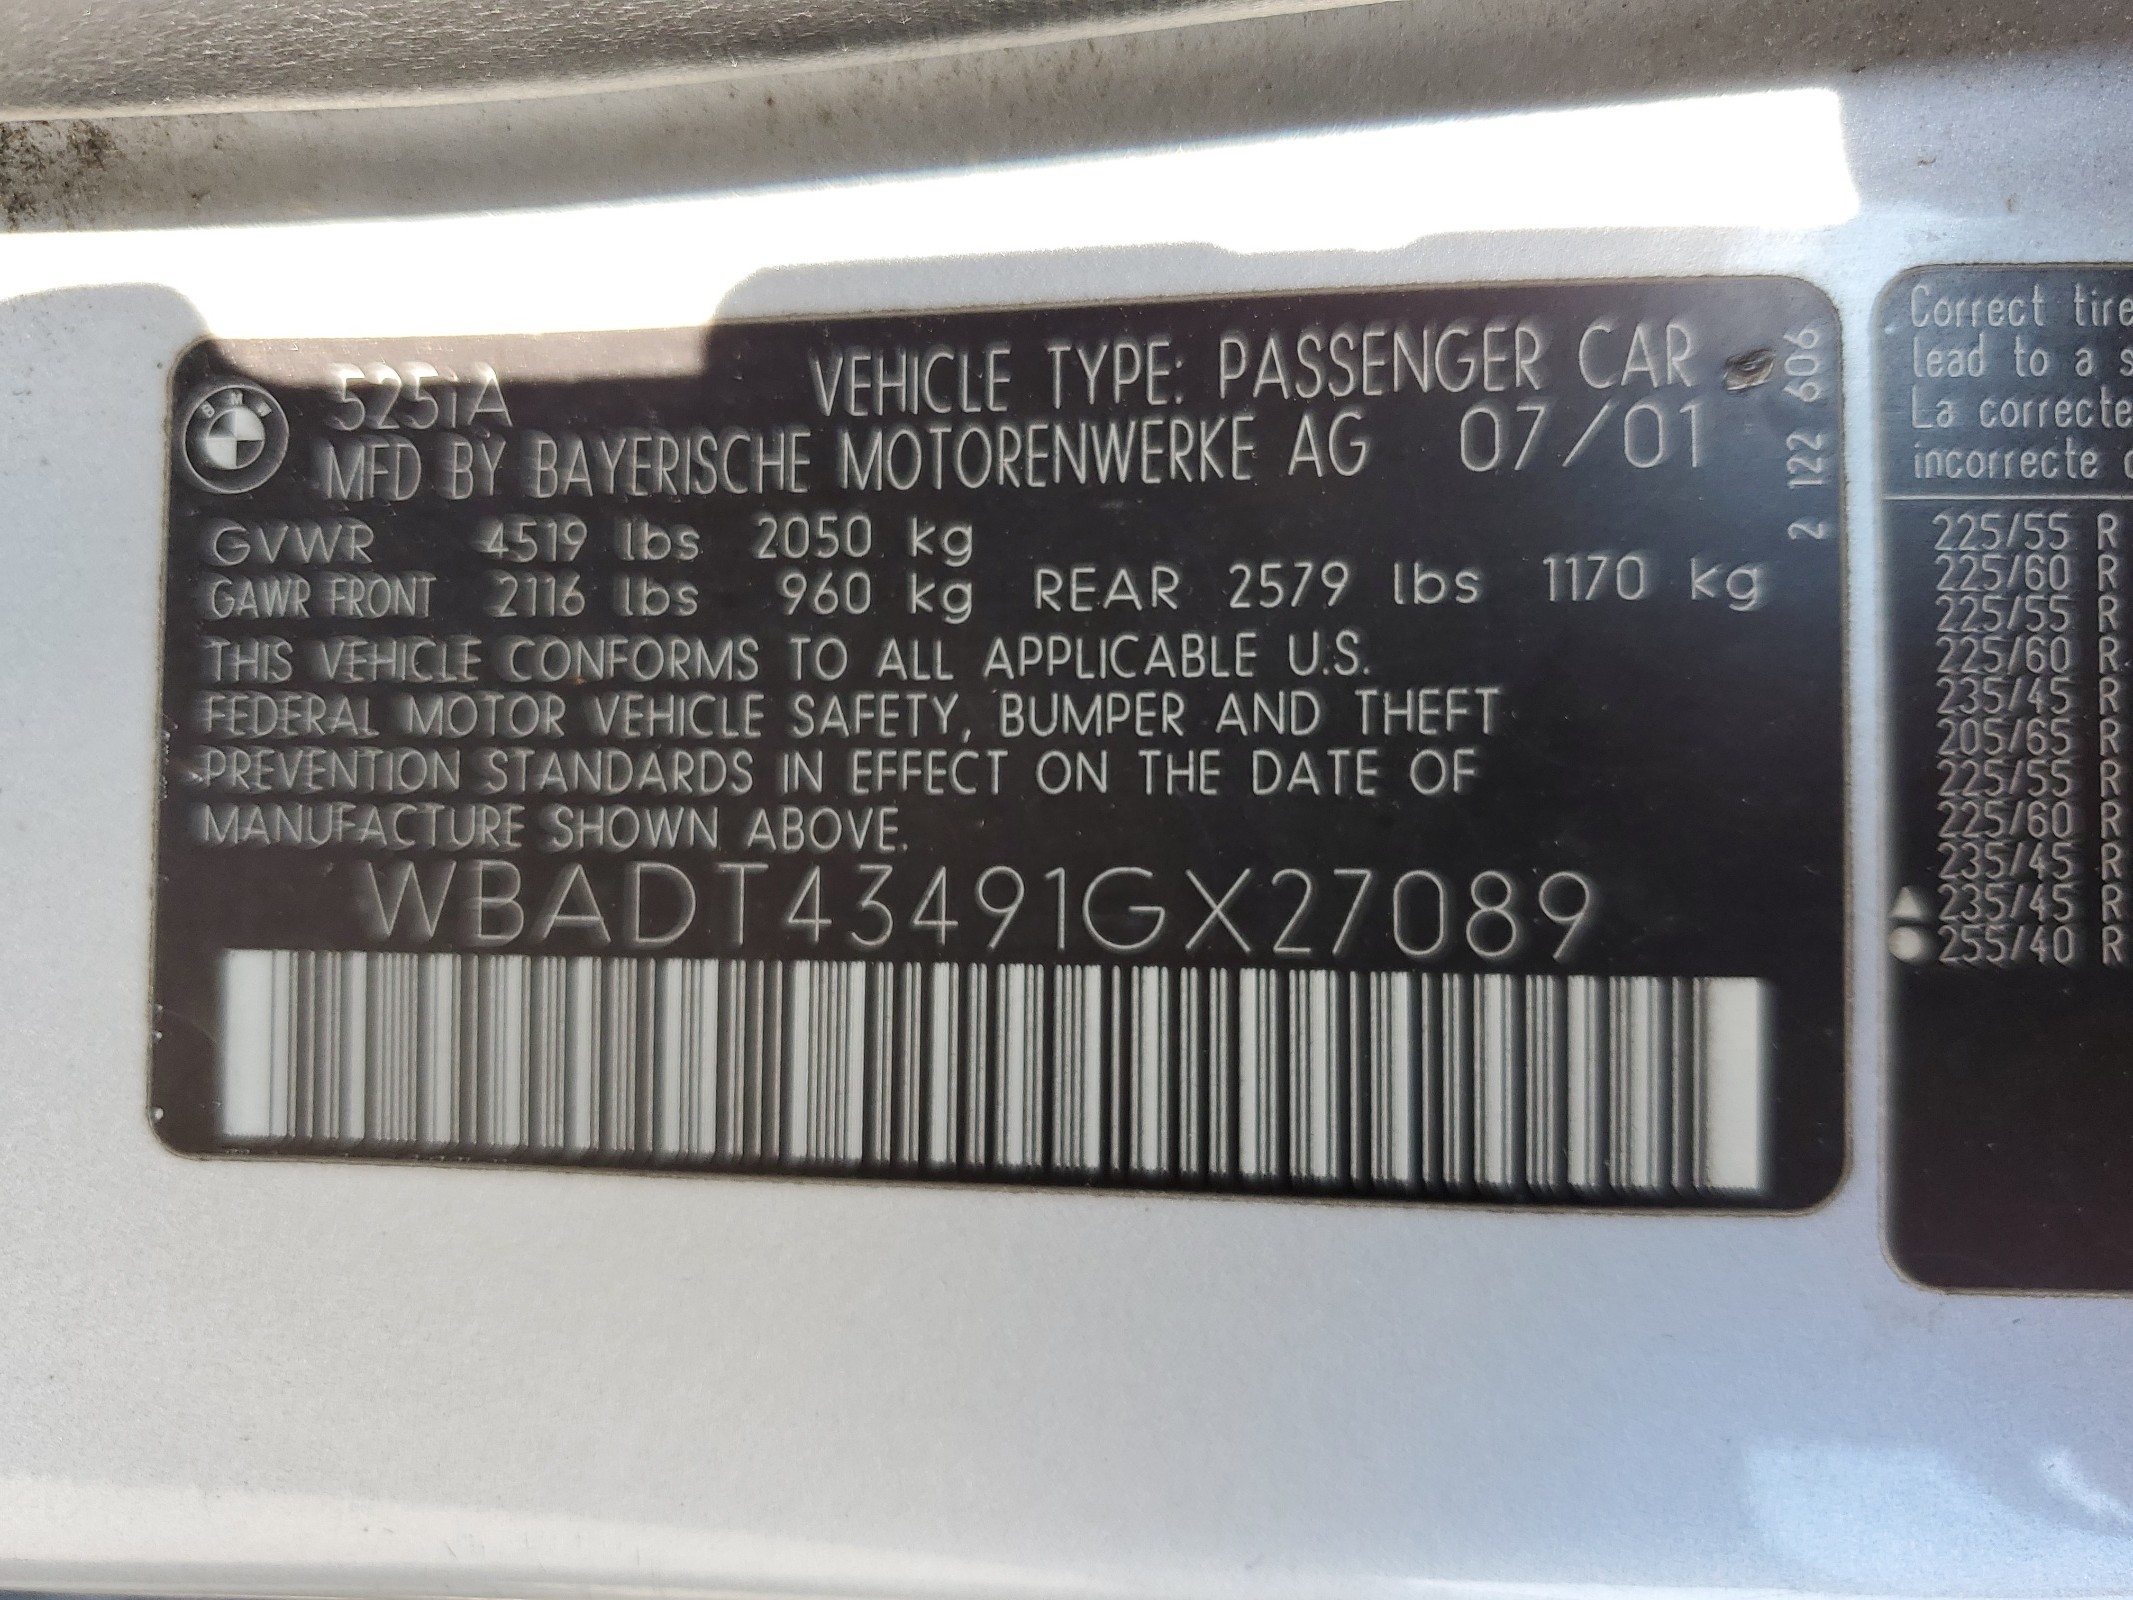 5251A VEHICLE TYPE: PASSENGER CAR
BMW
MFD BY BAYERISCHE MOTORENWERKE AG 07/01
GVWR 4519 lbs 2050 kg
GAWR FRONT 2116 lbs 960 kg REAR 2579 lbs 1170 kg
THIS VEHICLE CONFORMS TO ALL APPLICABLE U.S.
FEDERAL MOTOR VEHICLE SAFETY, BUMPER AND THEFT
PREVENTION STANDARDS IN EFFECT ON THE DATE OF
MANUFACTURE SHOWN ABOVE.
WBADT43491GX27089
2 122 606
Correct tire
lead to a s
La correcte
incorrecte
225/55 R
225/60 R
225/55 R
225/60 R
235/45 R
205/65 R
225/55 R
225/60 R
235/45 R
235/45 R
255/40 R